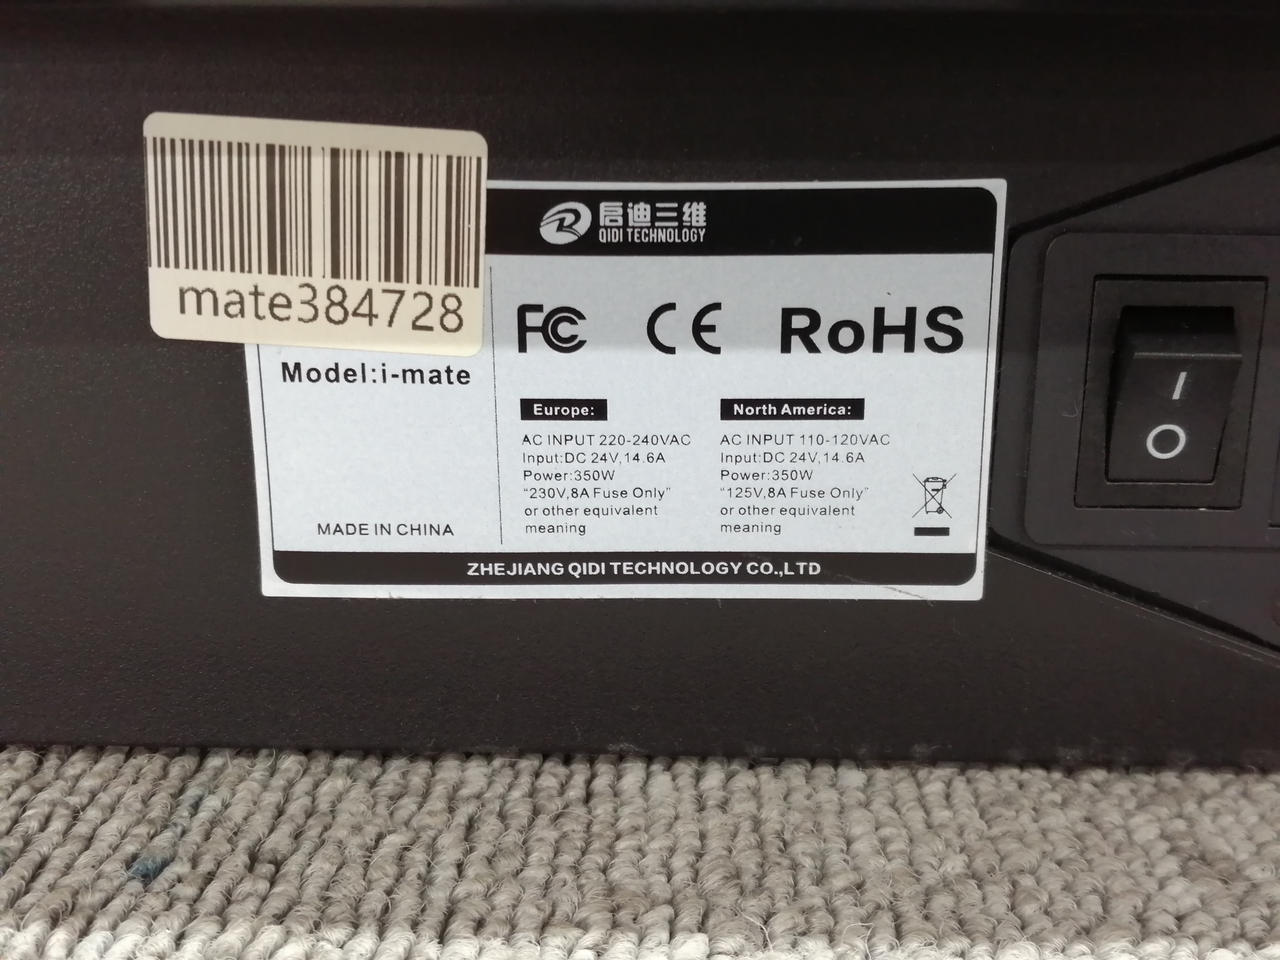 mate384728
启迪三维
QIDI TECHNOLOGY
FC CE RoHS
Model:i-mate
MADE IN CHINA
Europe:
AC INPUT 220-240VAC
Input:DC 24V,14.6A
Power:350W
“230V,8A Fuse Only”
or other equivalent
meaning
North America:
AC INPUT 110-120VAC
Input:DC 24V,14.6A
Power:350W
“125V,8A Fuse Only”
or other equivalent
meaning
ZHEJIANG QIDI TECHNOLOGY CO.,LTD
I
O